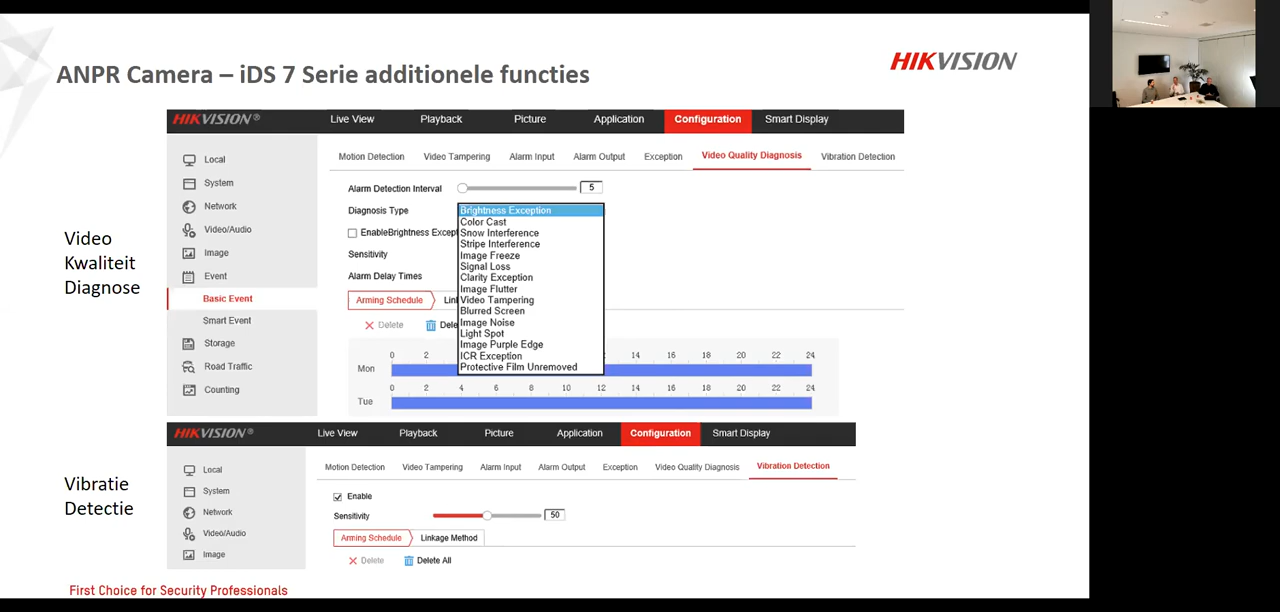 ANPR Camera – iDS 7 Serie additionele functies
HIKVISION
HIKVISION®
Live View
Playback
Picture
Application
Configuration
Smart Display
Local
System
Network
Video/Audio
Image
Event
Basic Event
Smart Event
Storage
Road Traffic
Counting
Motion Detection
Video Tampering
Alarm Input
Alarm Output
Exception
Video Quality Diagnosis
Vibration Detection
Alarm Detection Interval
5
Diagnosis Type
EnableBrightness Except
Sensitivity
Alarm Delay Times
Brightness Exception
Color Cast
Snow Interference
Stripe Interference
Image Freeze
Signal Loss
Clarity Exception
Image Flutter
Video Tampering
Blurred Screen
Image Noise
Light Spot
Image Purple Edge
ICR Exception
Protective Film Unremoved
Arming Schedule
Lin
Delete
Dele
0 2 14 16 18 20 22 24
Mon
0 2 4 6 8 10 12 14 16 18 20 22 24
Tue
Video
Kwaliteit
Diagnose
HIKVISION®
Live View
Playback
Picture
Application
Configuration
Smart Display
Local
System
Network
Video/Audio
Image
Motion Detection
Video Tampering
Alarm Input
Alarm Output
Exception
Video Quality Diagnosis
Vibration Detection
Enable
Sensitivity
50
Arming Schedule
Linkage Method
Delete
Delete All
Vibratie
Detectie
First Choice for Security Professionals